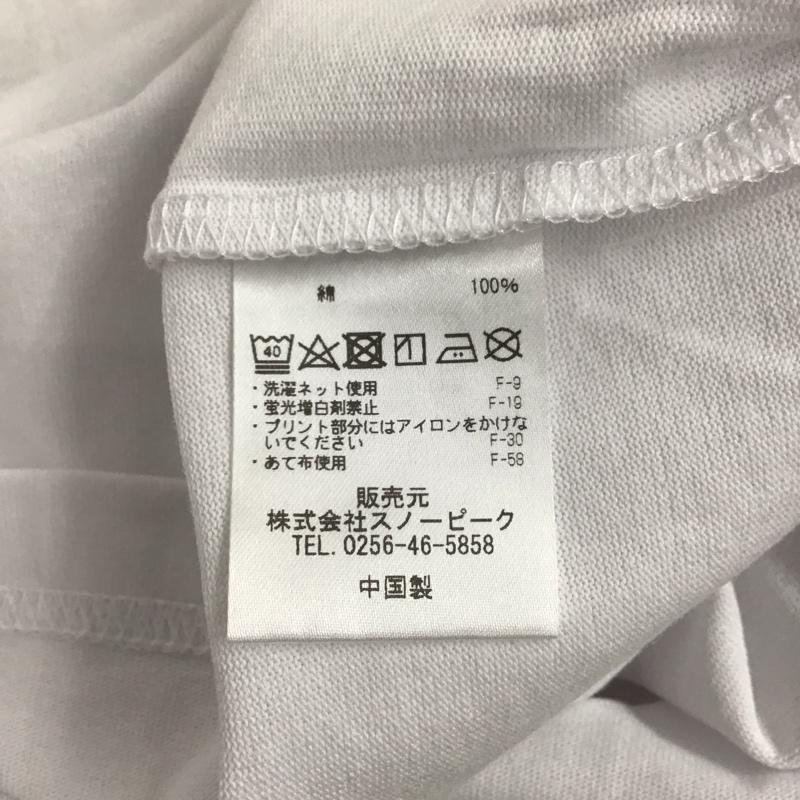 綿 100%
40
・洗濯ネット使用 F-9
・蛍光増白剤禁止 F-19
・プリント部分にはアイロンをかけな
いでください F-30
・あて布使用 F-58
販売元
株式会社スノーピーク
TEL. 0256-46-5858
中国製